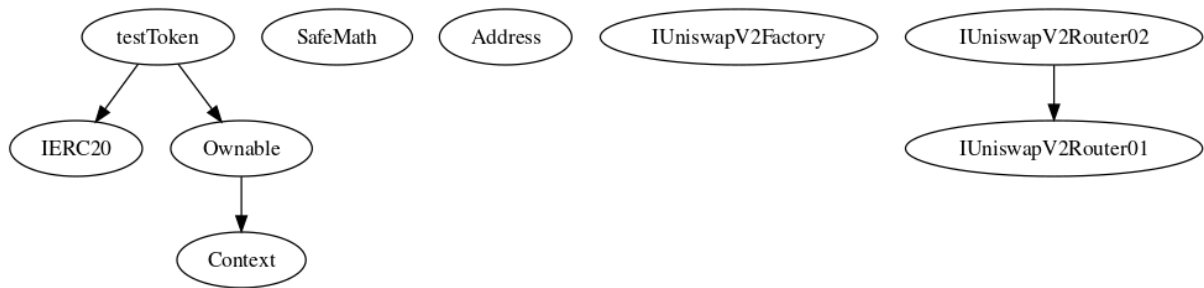 testToken
SafeMath
Address
IUniswapV2Factory
IUniswapV2Router02
IERC20
Ownable
IUniswapV2Router01
Context